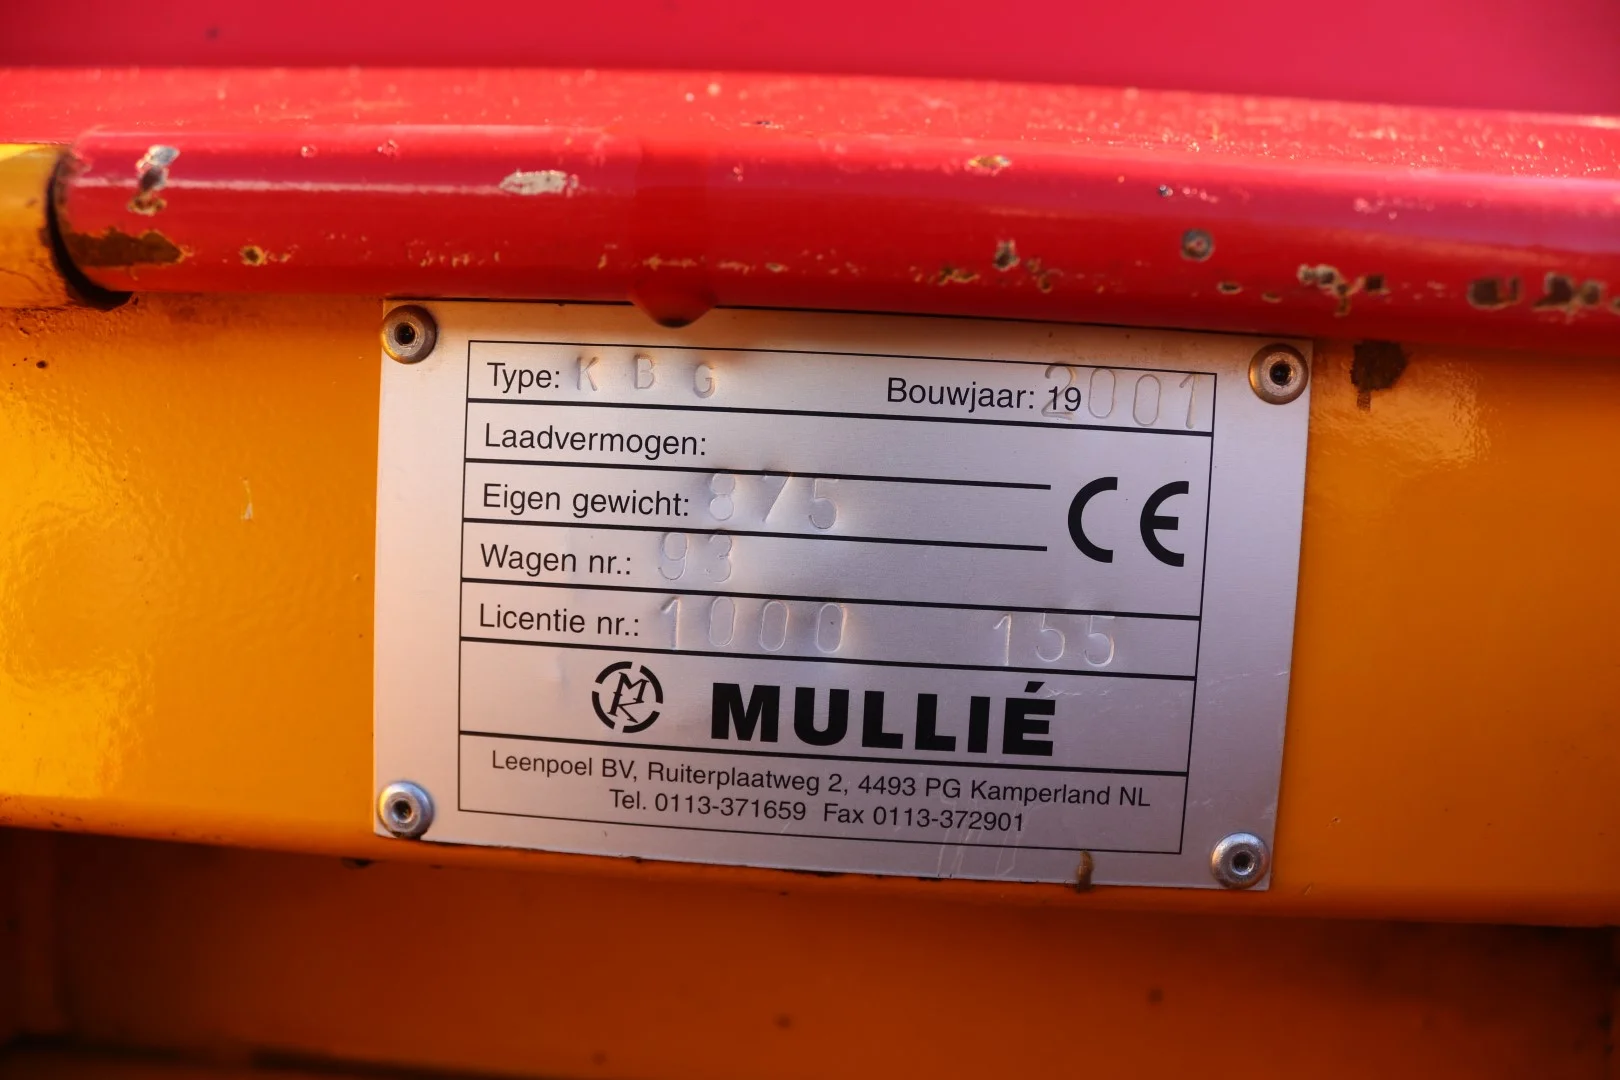 Type: K B G Bouwjaar: 19 2001
Laadvermogen:
Eigen gewicht: 875
Wagen nr.: 93
Licentie nr.: 1000 155
MK MULLIÉ
Leenpoel BV, Ruiterplaatweg 2, 4493 PG Kamperland NL
Tel. 0113-371659 Fax 0113-372901
CE